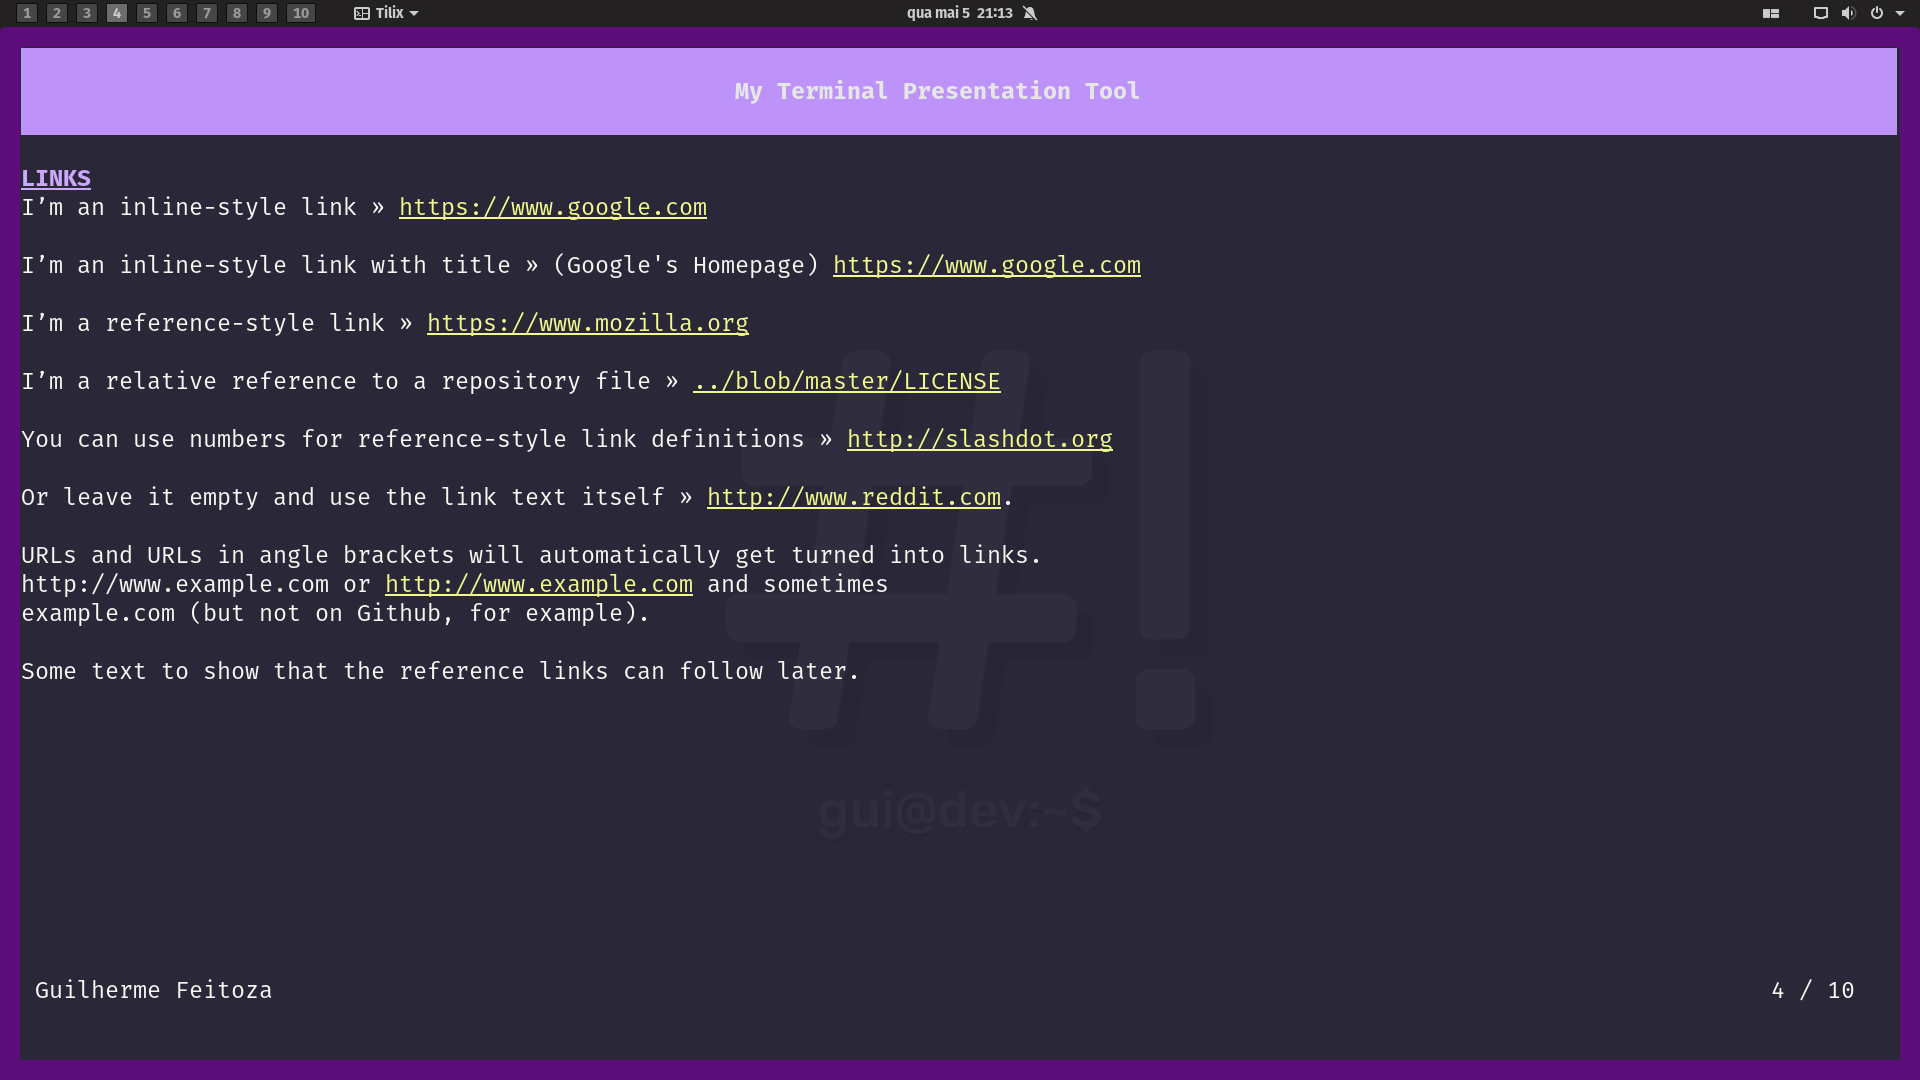 1 2 3 4 5 6 7 8 9 10 Tilix qua mai 5 21:13
My Terminal Presentation Tool
LINKS
I’m an inline-style link » https://www.google.com
I’m an inline-style link with title » (Google's Homepage) https://www.google.com
I’m a reference-style link » https://www.mozilla.org
I’m a relative reference to a repository file » ../blob/master/LICENSE
You can use numbers for reference-style link definitions » http://slashdot.org
Or leave it empty and use the link text itself » http://www.reddit.com.
URLs and URLs in angle brackets will automatically get turned into links.
http://www.example.com or http://www.example.com and sometimes
example.com (but not on Github, for example).
Some text to show that the reference links can follow later.
#!
gui@dev:~$
Guilherme Feitoza 4 / 10